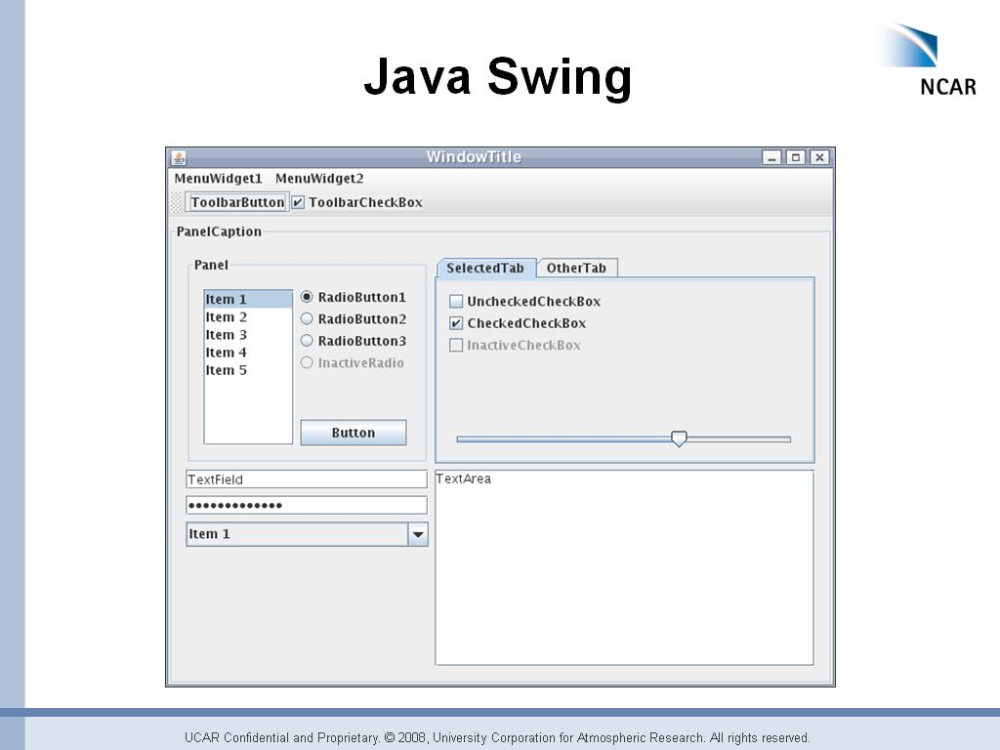 Java Swing
NCAR
WindowTitle
MenuWidget1 MenuWidget2
ToolbarButton ToolbarCheckBox
PanelCaption
Panel
Item 1
Item 2
Item 3
Item 4
Item 5
RadioButton1
RadioButton2
RadioButton3
InactiveRadio
Button
SelectedTab OtherTab
UncheckedCheckBox
CheckedCheckBox
InactiveCheckBox
TextField
•••••••••••••
Item 1
TextArea
UCAR Confidential and Proprietary. © 2008, University Corporation for Atmospheric Research. All rights reserved.